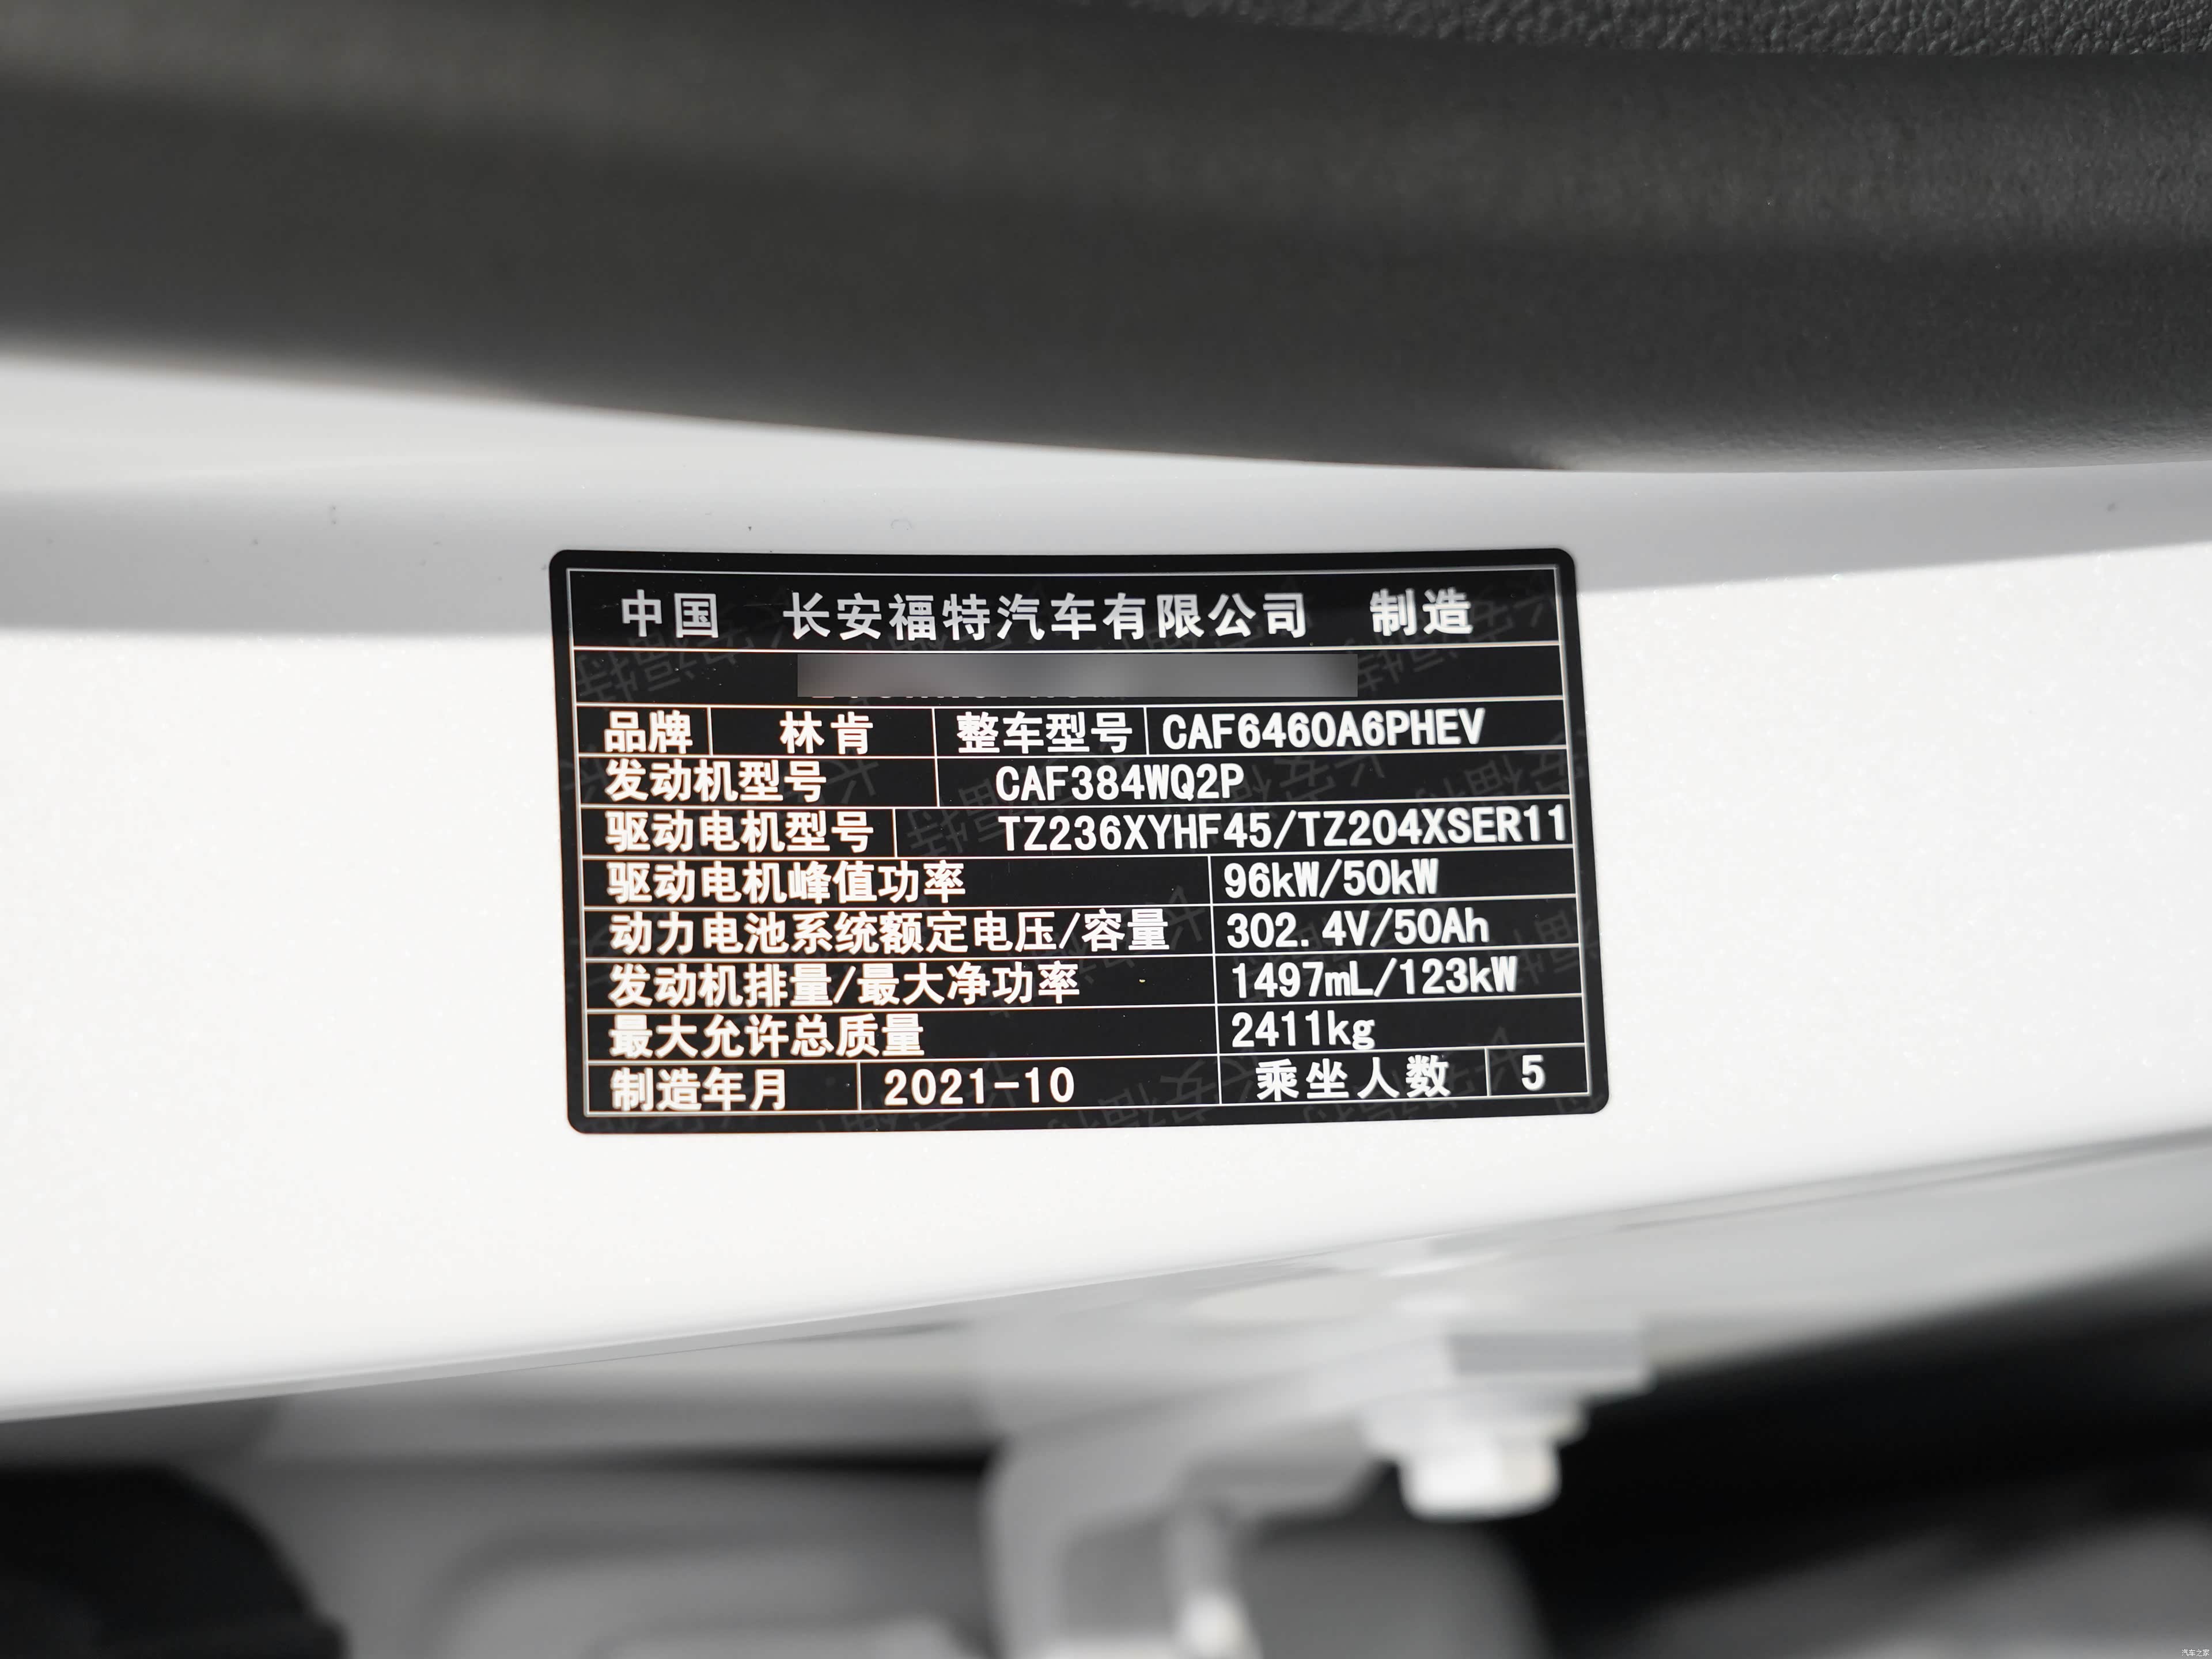 中国 长安福特汽车有限公司 制造
品牌 林肯 整车型号 CAF6460A6PHEV
发动机型号 CAF384WQ2P
驱动电机型号 TZ236XYHF45/TZ204XSER11
驱动电机峰值功率 96kW/50kW
动力电池系统额定电压/容量 302.4V/50Ah
发动机排量/最大净功率 1497mL/123kW
最大允许总质量 2411kg
制造年月 2021-10 乘坐人数 5
汽车之家